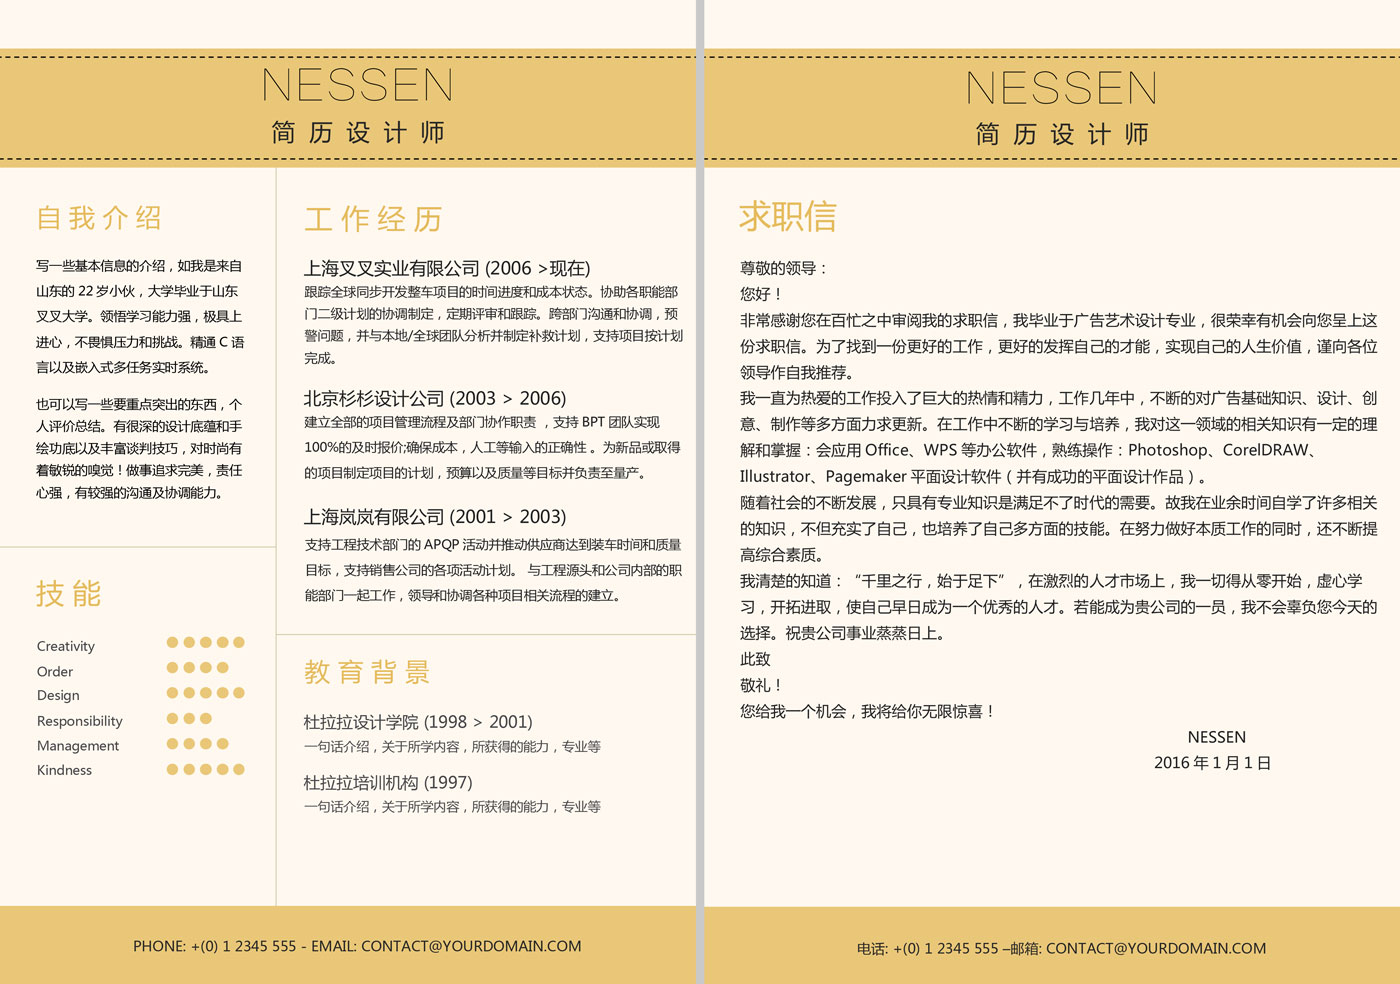 NESSEN
简历设计师
自我介绍
写一些基本信息的介绍，如我是来自
山东的 22 岁小伙，大学毕业于山东
叉叉大学。领悟学习能力强，极具上
进心，不畏惧压力和挑战。精通 C 语
言以及嵌入式多任务实时系统。
也可以写一些要重点突出的东西，个
人评价总结。有很深的设计底蕴和手
绘功底以及丰富谈判技巧，对时尚有
着敏锐的嗅觉！做事追求完美，责任
心强，有较强的沟通及协调能力。
技能
Creativity
Order
Design
Responsibility
Management
Kindness
工作经历
上海叉叉实业有限公司 (2006 >现在)
跟踪全球同步开发整车项目的时间进度和成本状态。协助各职能部
门二级计划的协调制定，定期评审和跟踪。跨部门沟通和协调，预
警问题，并与本地/全球团队分析并制定补救计划，支持项目按计划
完成。
北京杉杉设计公司 (2003 > 2006)
建立全部的项目管理流程及部门协作职责 ，支持 BPT 团队实现
100%的及时报价;确保成本，人工等输入的正确性 。为新品或取得
的项目制定项目的计划，预算以及质量等目标并负责至量产。
上海岚岚有限公司 (2001 > 2003)
支持工程技术部门的 APQP 活动并推动供应商达到装车时间和质量
目标，支持销售公司的各项活动计划。 与工程源头和公司内部的职
能部门一起工作，领导和协调各种项目相关流程的建立。
教育背景
杜拉拉设计学院 (1998 > 2001)
一句话介绍，关于所学内容，所获得的能力，专业等
杜拉拉培训机构 (1997)
一句话介绍，关于所学内容，所获得的能力，专业等
PHONE: +(0) 1 2345 555 - EMAIL: CONTACT@YOURDOMAIN.COM
NESSEN
简历设计师
求职信
尊敬的领导：
您好！
非常感谢您在百忙之中审阅我的求职信，我毕业于广告艺术设计专业，很荣幸有机会向您呈上这
份求职信。为了找到一份更好的工作，更好的发挥自己的才能，实现自己的人生价值，谨向各位
领导作自我推荐。
我一直为热爱的工作投入了巨大的热情和精力，工作几年中，不断的对广告基础知识、设计、创
意、制作等多方面力求更新。在工作中不断的学习与培养，我对这一领域的相关知识有一定的理
解和掌握：会应用 Office、WPS 等办公软件，熟练操作：Photoshop、CorelDRAW、
Illustrator、Pagemaker 平面设计软件（并有成功的平面设计作品）。
随着社会的不断发展，只具有专业知识是满足不了时代的需要。故我在业余时间自学了许多相关
的知识，不但充实了自己，也培养了自己多方面的技能。在努力做好本质工作的同时，还不断提
高综合素质。
我清楚的知道：“千里之行，始于足下”，在激烈的人才市场上，我一切得从零开始，虚心学
习，开拓进取，使自己早日成为一个优秀的人才。若能成为贵公司的一员，我不会辜负您今天的
选择。祝贵公司事业蒸蒸日上。
此致
敬礼！
您给我一个机会，我将给你无限惊喜！
NESSEN
2016 年 1 月 1 日
电话: +(0) 1 2345 555 –邮箱: CONTACT@YOURDOMAIN.COM